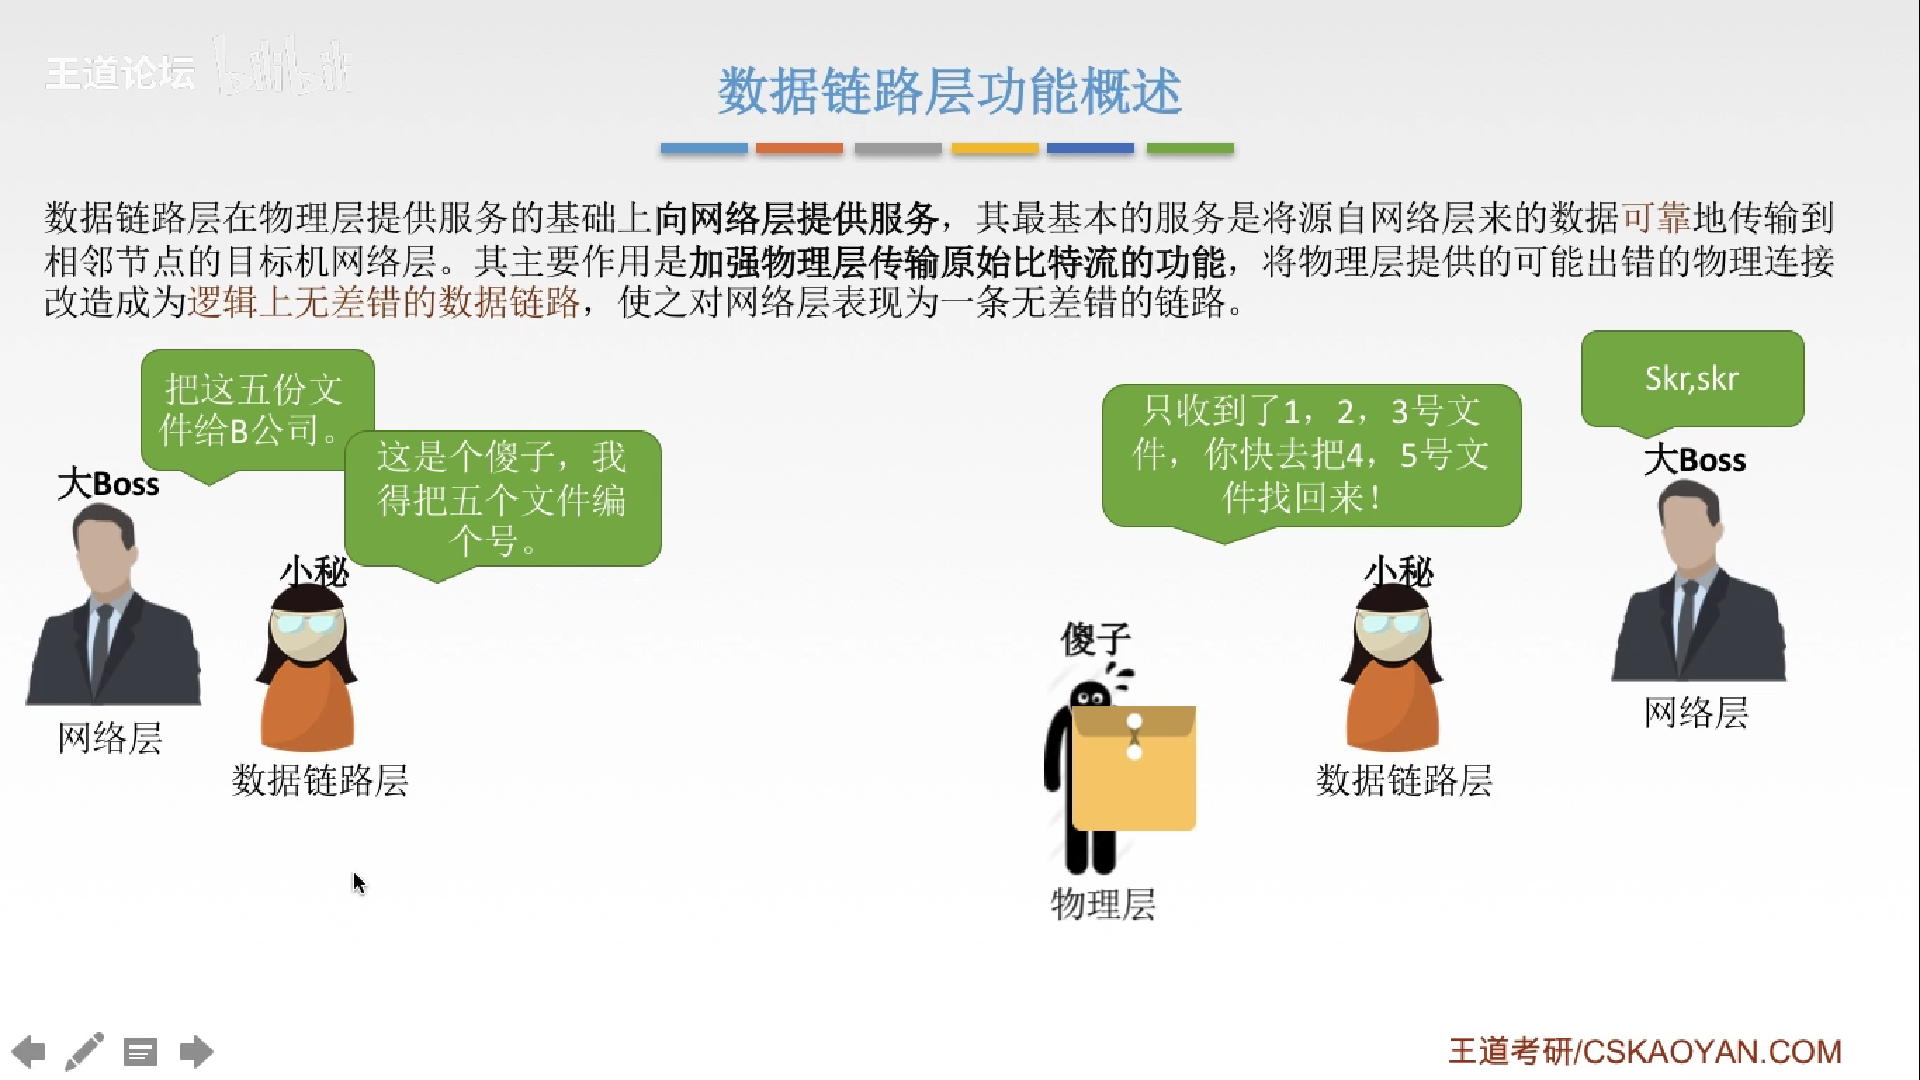 王道论坛 bilibili
数据链路层功能概述
数据链路层在物理层提供服务的基础上向网络层提供服务，其最基本的服务是将源自网络层来的数据可靠地传输到
相邻节点的目标机网络层。其主要作用是加强物理层传输原始比特流的功能，将物理层提供的可能出错的物理连接
改造成为逻辑上无差错的数据链路，使之对网络层表现为一条无差错的链路。
把这五份文
件给B公司。
大Boss
网络层
这是个傻子，我
得把五个文件编
个号。
小秘
数据链路层
傻子
物理层
只收到了1，2，3号文
件，你快去把4，5号文
件找回来！
小秘
数据链路层
Skr,skr
大Boss
网络层
王道考研/CSKAOYAN.COM